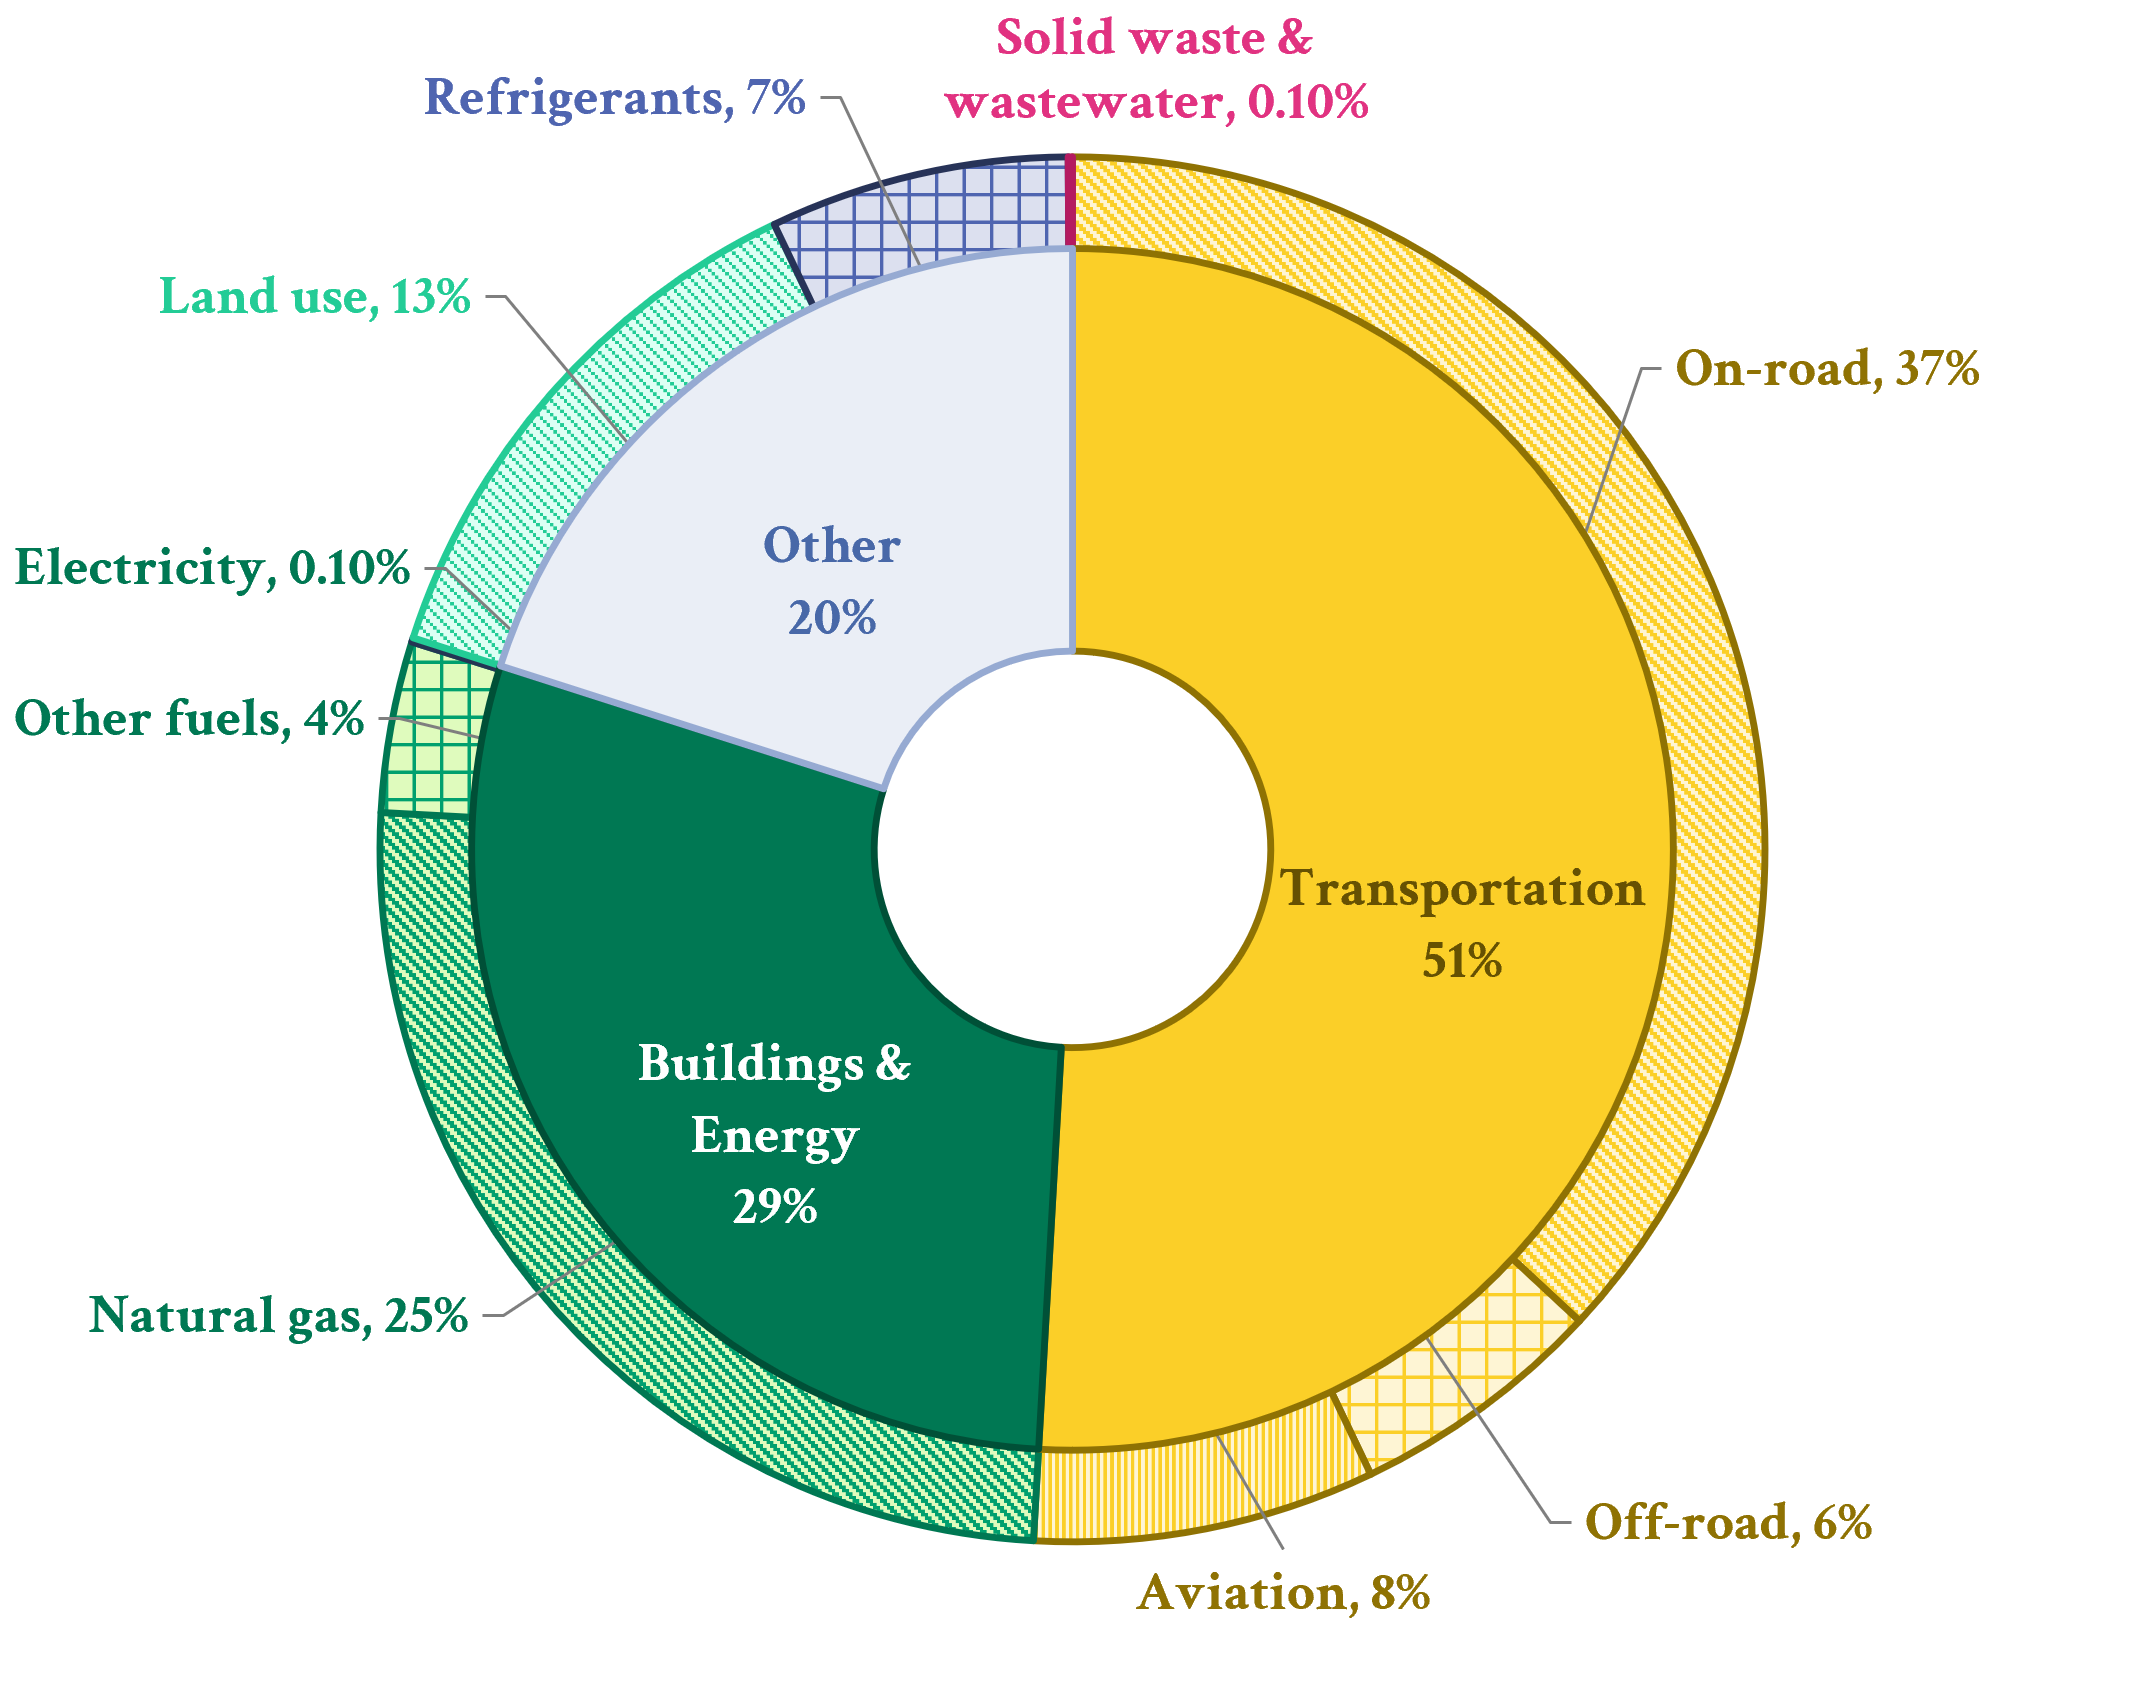 Solid waste &
wastewater, 0.10%
Refrigerants, 7%
Land use, 13%
On-road, 37%
Other
20%
Electricity, 0.10%
Other fuels, 4%
Transportation
51%
Buildings &
Energy
29%
Natural gas, 25%
Off-road, 6%
Aviation, 8%